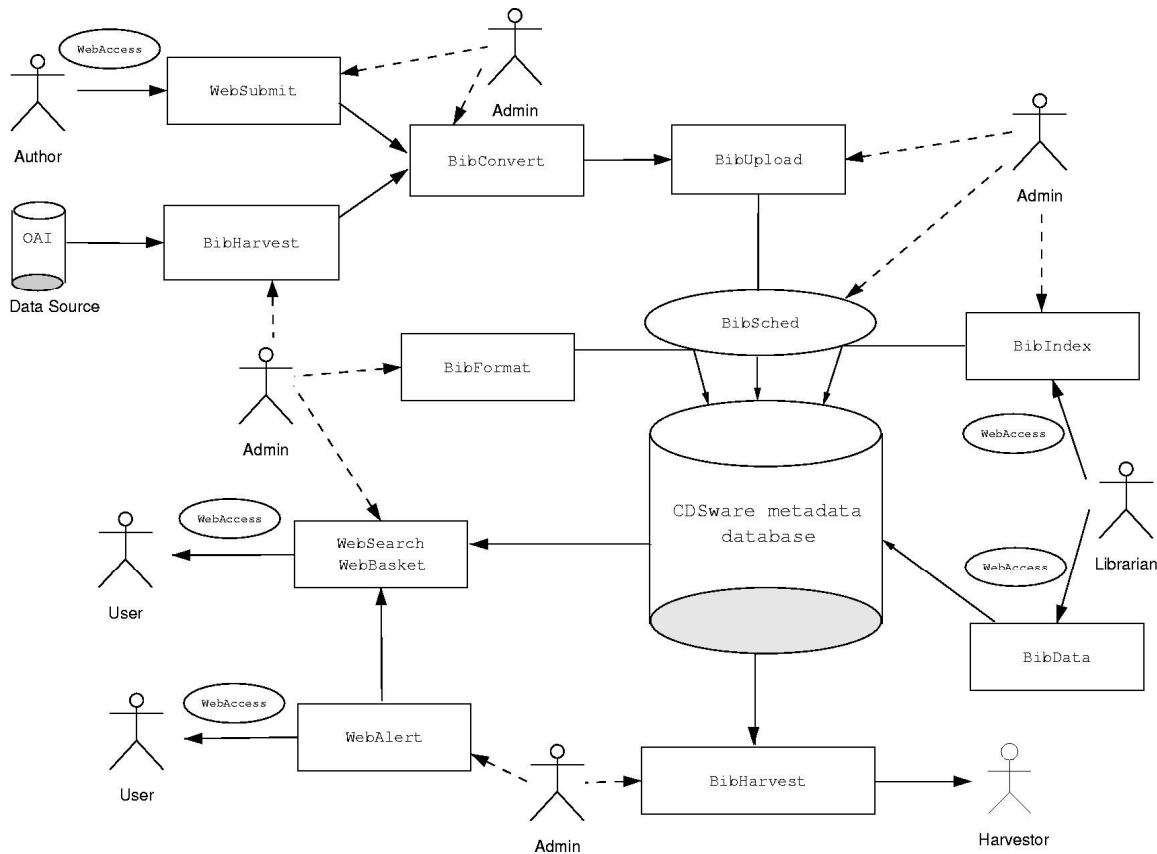 WebAccess
WebSubmit
Admin
Author
BibConvert
BibUpload
Admin
OAI
BibHarvest
Data Source
BibSched
BibFormat
BibIndex
Admin
WebAccess
CDSware metadata
database
WebAccess
WebSearch
WebBasket
WebAccess
Librarian
User
BibData
WebAccess
WebAlert
User
BibHarvest
Admin
Harvestor